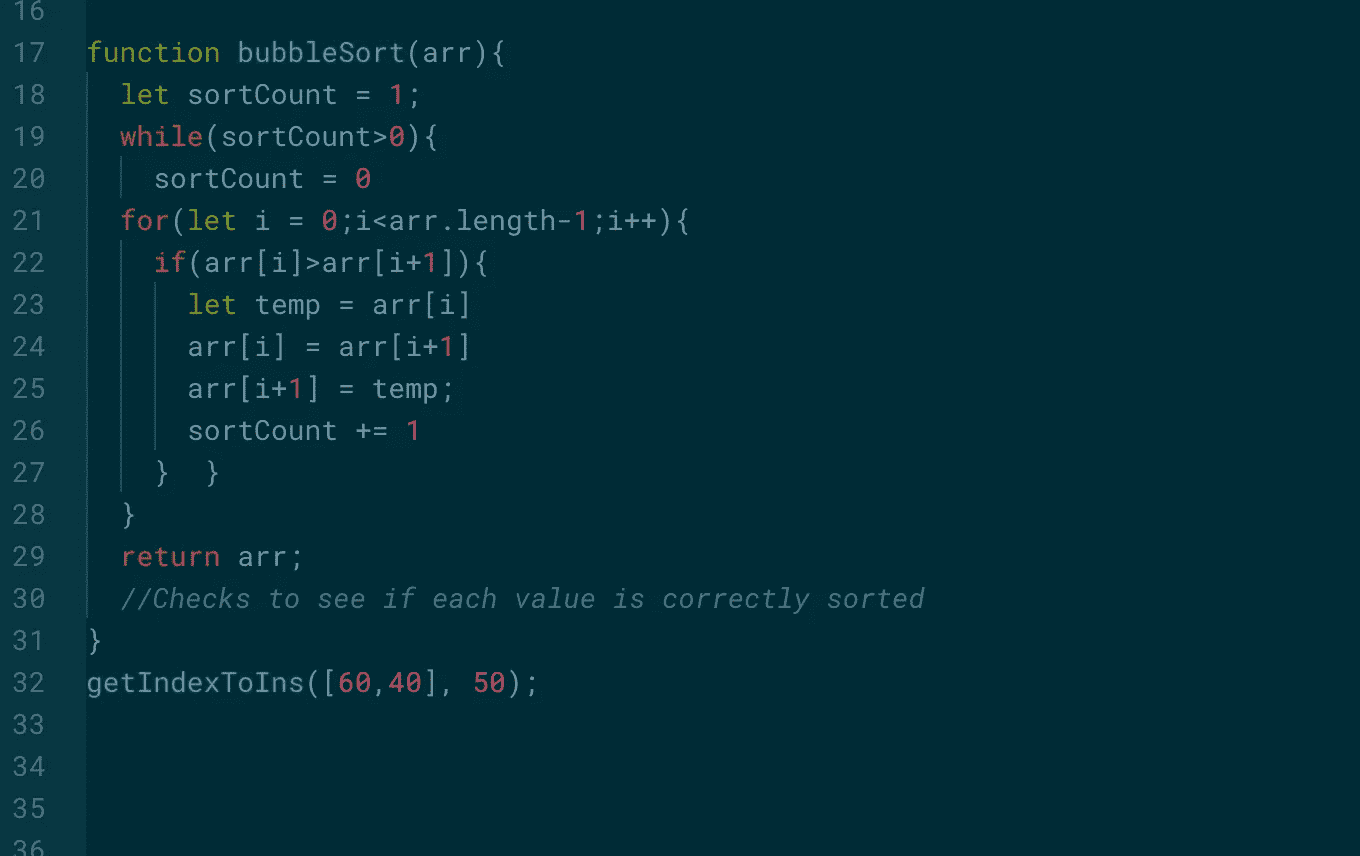 16
17 function bubbleSort(arr){
18 let sortCount = 1;
19 while(sortCount>0){
20 sortCount = 0
21 for(let i = 0;i<arr.length-1;i++){
22 if(arr[i]>arr[i+1]){
23 let temp = arr[i]
24 arr[i] = arr[i+1]
25 arr[i+1] = temp;
26 sortCount += 1
27 } }
28 }
29 return arr;
30 //Checks to see if each value is correctly sorted
31 }
32 getIndexToIns([60,40], 50);
33
34
35
36